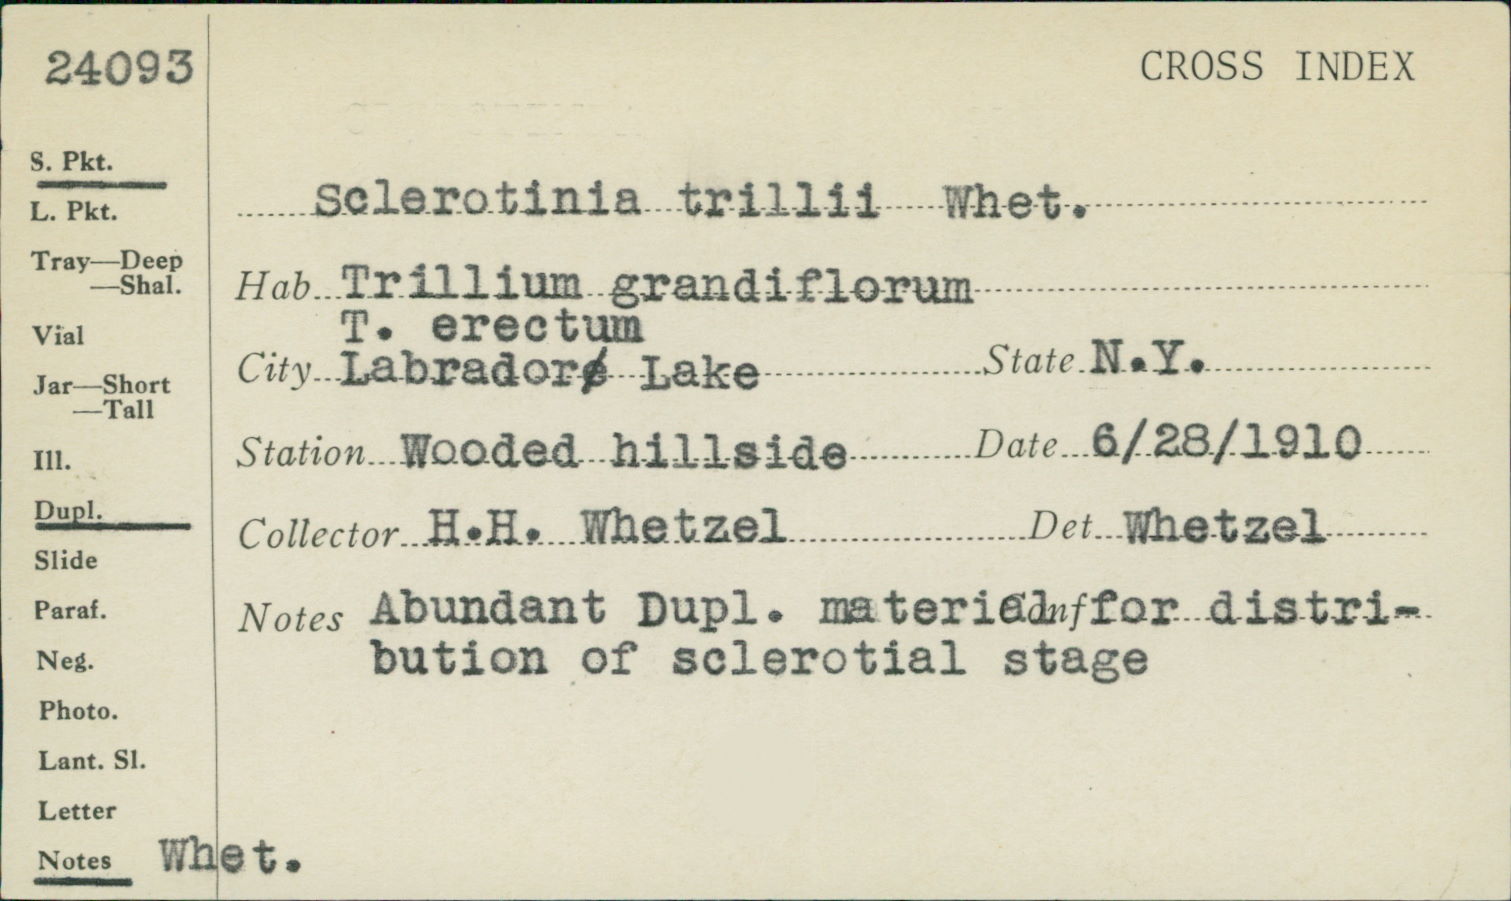 24093
CROSS INDEX
S. Pkt.
L. Pkt.
Tray—Deep
—Shal.
Vial
Jar—Short
—Tall
Ill.
Dupl.
Slide
Paraf.
Neg.
Photo.
Lant. Sl.
Letter
Notes Whet.
Sclerotinia trillii Whet.
Hab. Trillium grandiflorum
T. erectum
City Labrador Lake State N.Y.
Station Wooded hillside Date 6/28/1910
Collector H.H. Whetzel Det. Whetzel
Notes Abundant Dupl. material Conf for distri-
bution of sclerotial stage